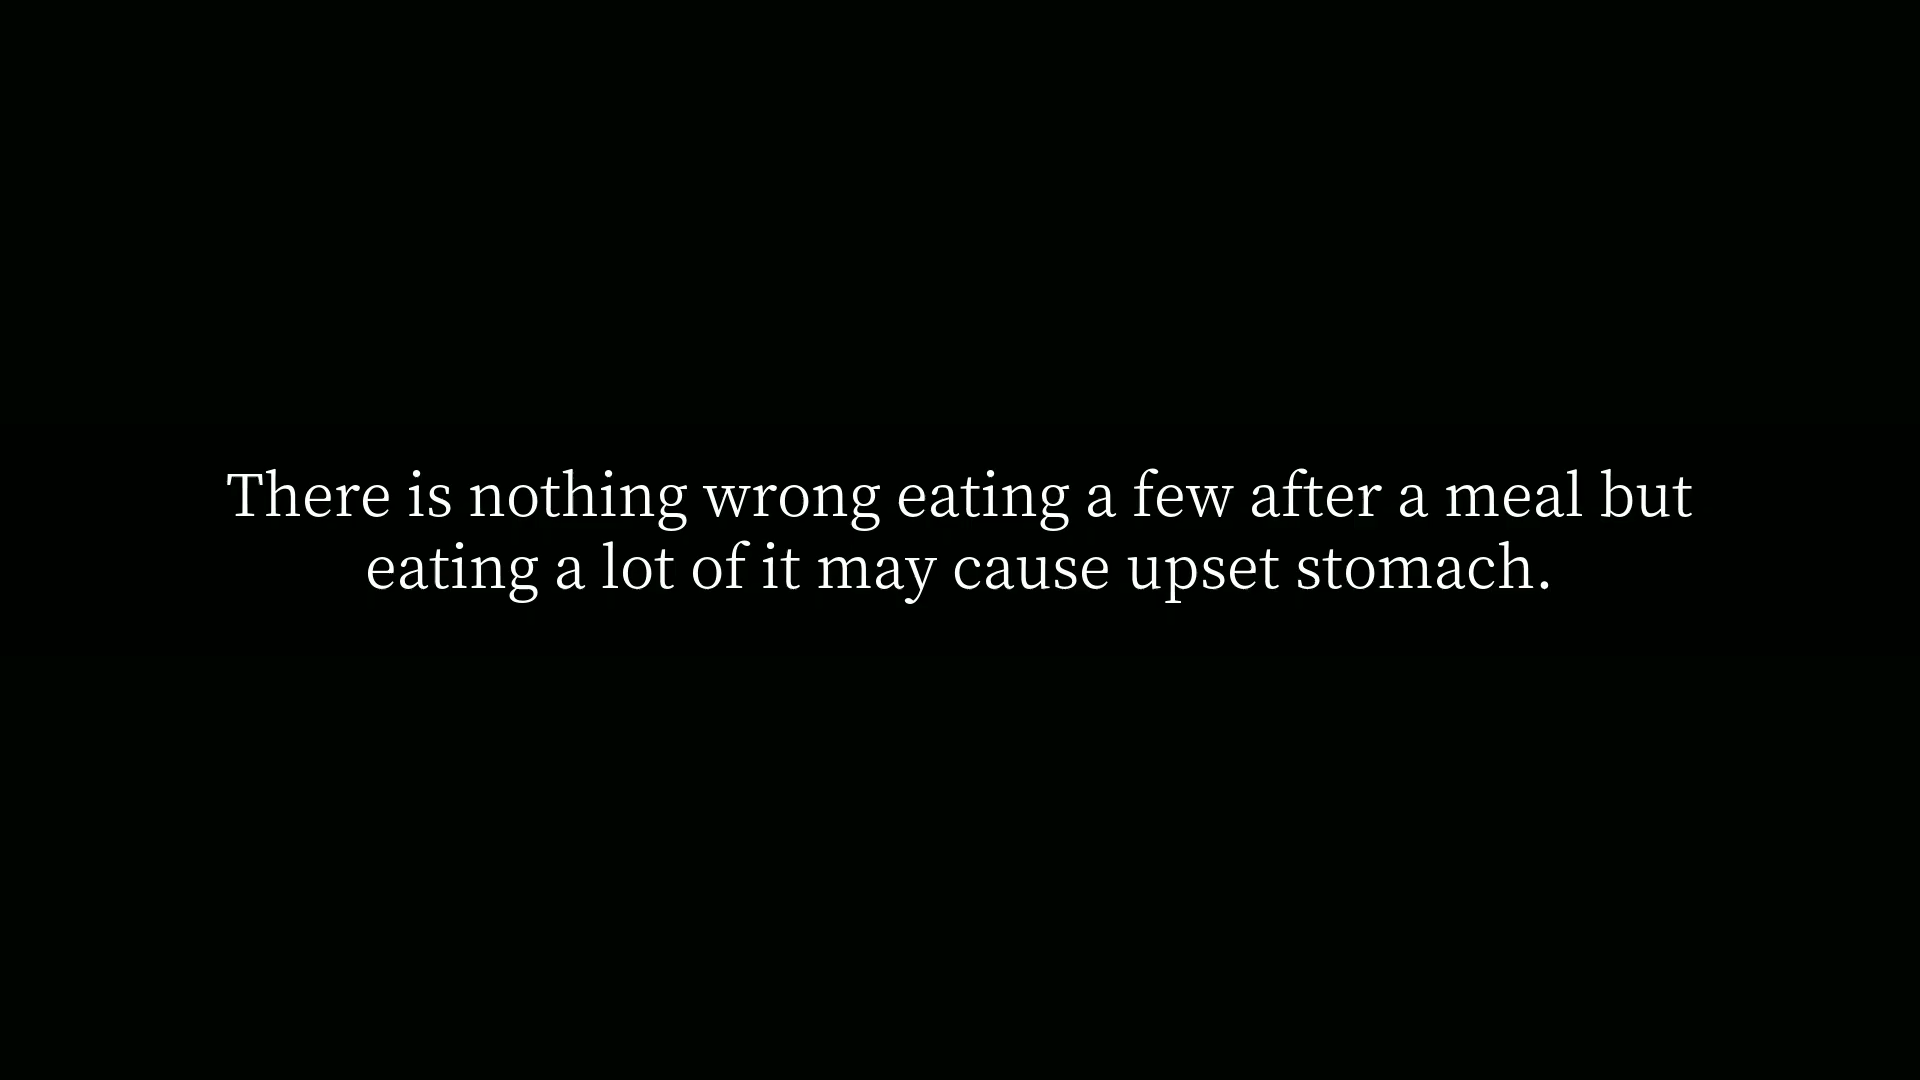 There is nothing wrong eating a few after a meal but
eating a lot of it may cause upset stomach.